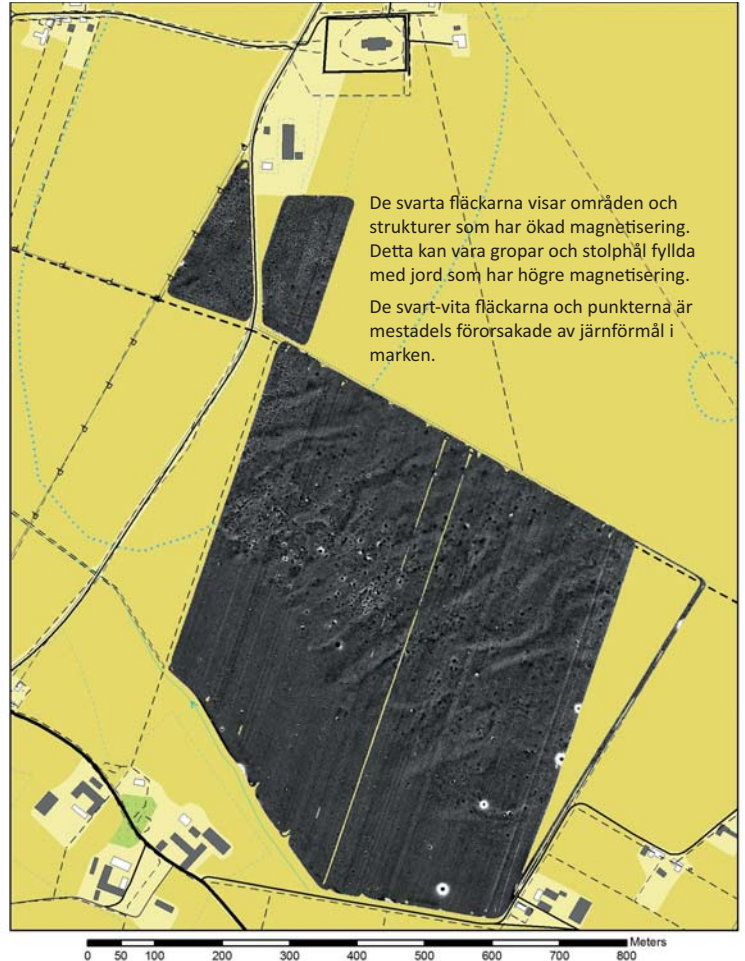 De svarta fläckarna visar områden och
strukturer som har ökad magnetisering.
Detta kan vara gropar och stolphål fyllda
med jord som har högre magnetisering.
De svart-vita fläckarna och punkterna är
mestadels förorsakade av järnförmål i
marken.
Meters
0 50 100 200 300 400 500 600 700 800